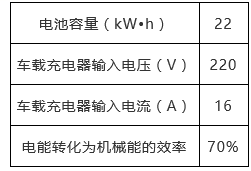 电池容量（kW•h） 22
车载充电器输入电压（V） 220
车载充电器输入电流（A） 16
电能转化为机械能的效率 70%